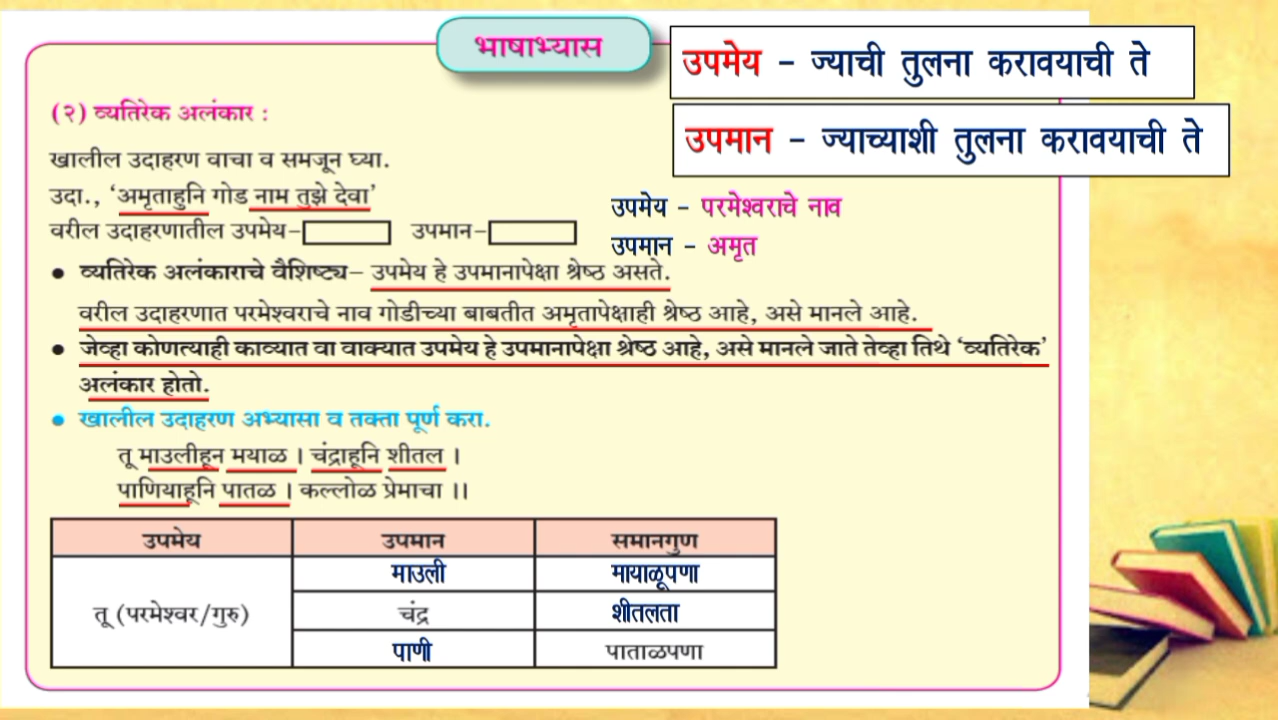 भाषाभ्यास
उपमेय - ज्याची तुलना करावयाची ते
उपमान - ज्याच्याशी तुलना करावयाची ते
(२) व्यतिरेक अलंकार :
खालील उदाहरण वाचा व समजून घ्या.
उदा., ‘अमृताहुनि गोड नाम तुझे देवा’
वरील उदाहरणातील उपमेय- उपमान-
उपमेय - परमेश्वराचे नाव
उपमान - अमृत
• व्यतिरेक अलंकाराचे वैशिष्ट्य- उपमेय हे उपमानापेक्षा श्रेष्ठ असते.
वरील उदाहरणात परमेश्वराचे नाव गोडीच्या बाबतीत अमृतापेक्षाही श्रेष्ठ आहे, असे मानले आहे.
• जेव्हा कोणत्याही काव्यात वा वाक्यात उपमेय हे उपमानापेक्षा श्रेष्ठ आहे, असे मानले जाते तेव्हा तिथे ‘व्यतिरेक’
अलंकार होतो.
• खालील उदाहरण अभ्यासा व तक्ता पूर्ण करा.
तू माउलीहून मयाळ । चंद्राहूनि शीतल ।
पाणियाहूनि पातळ । कल्लोळ प्रेमाचा ।।
उपमेय उपमान समानगुण
माउली मायाळूपणा
तू (परमेश्वर/गुरु) चंद्र शीतलता
पाणी पाताळपणा